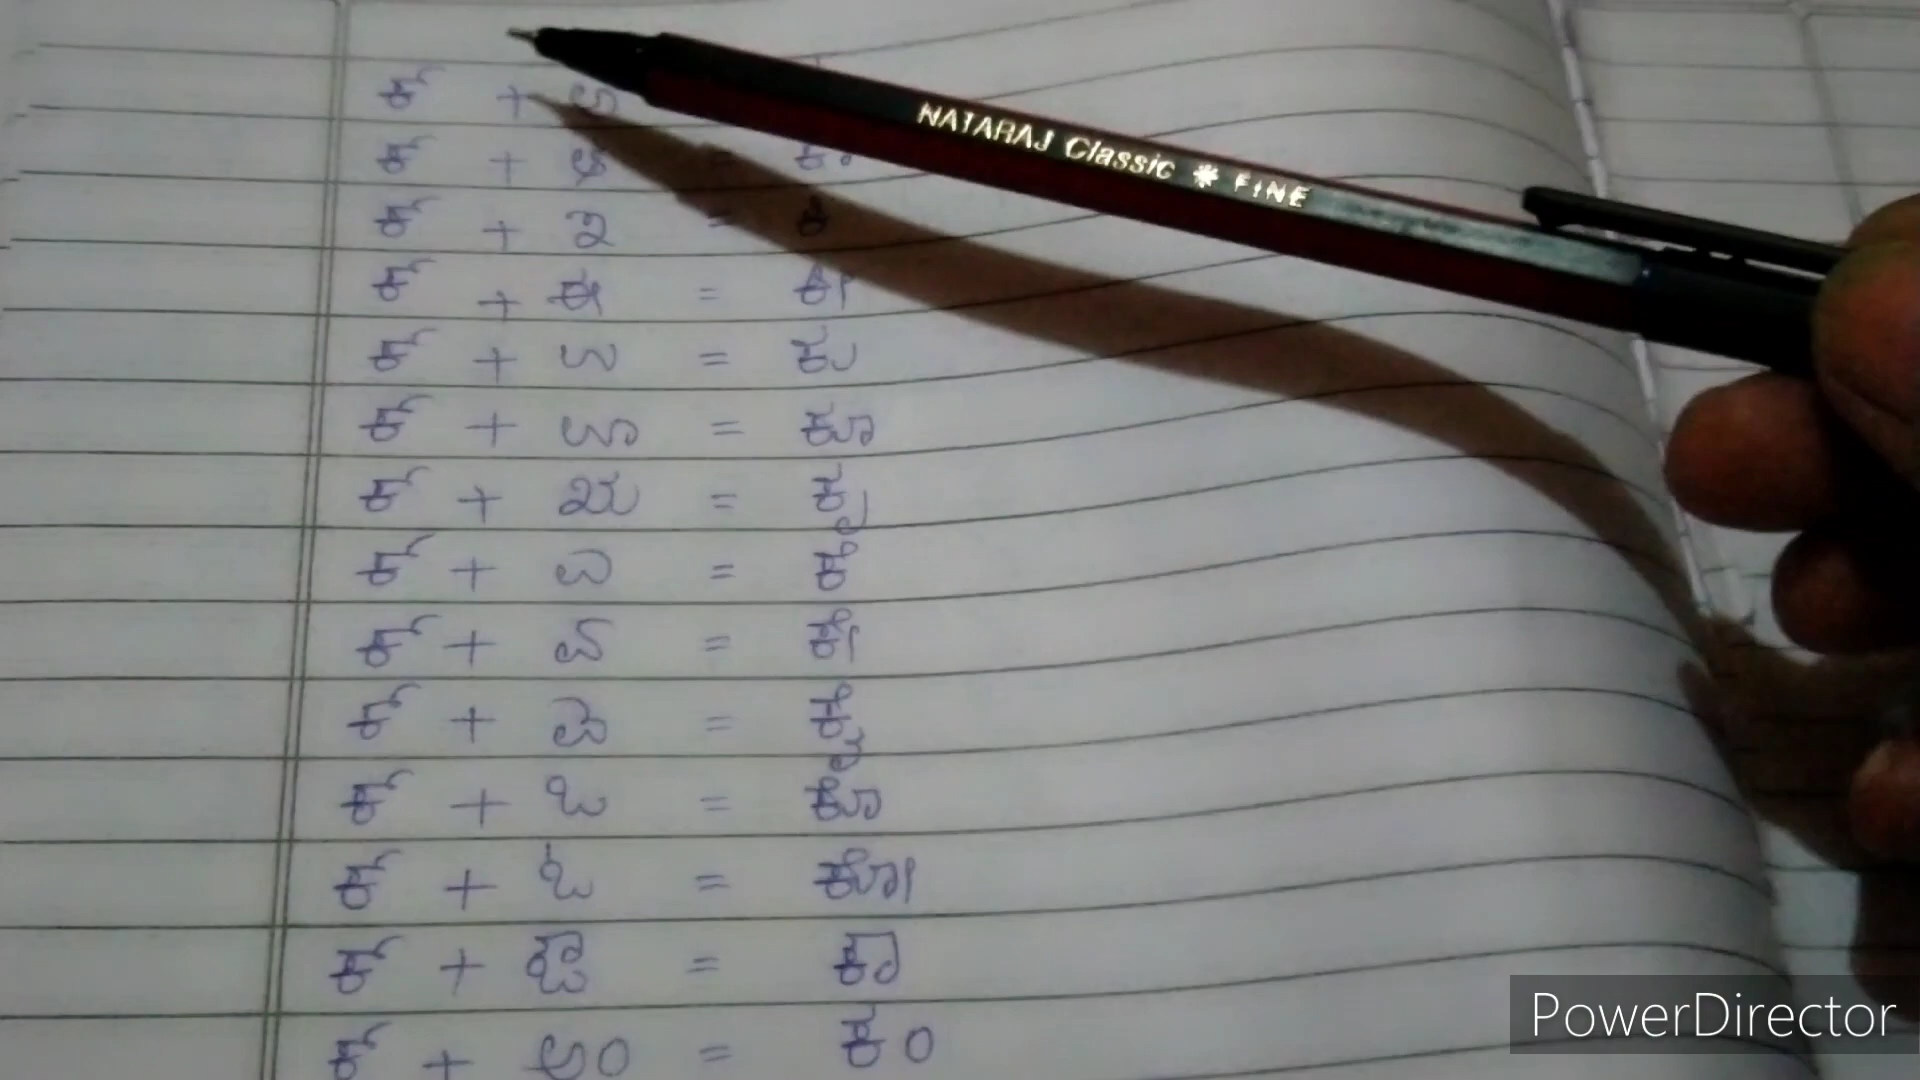 ಕ್ + ಅ
ಕ್ + ಆ = ಕಾ
ಕ್ + ಇ = ಕಿ
ಕ್ + ಈ = ಕೀ
ಕ್ + ಉ = ಕು
ಕ್ + ಊ = ಕೂ
ಕ್ + ಋ = ಕೃ
ಕ್ + ಎ = ಕೆ
ಕ್ + ಏ = ಕೇ
ಕ್ + ಐ = ಕೈ
ಕ್ + ಒ = ಕೊ
ಕ್ + ಓ = ಕೋ
ಕ್ + ಔ = ಕೌ
ಕ್ + ಅಂ = ಕಂ
NATARAJ Classic * FINE
PowerDirector